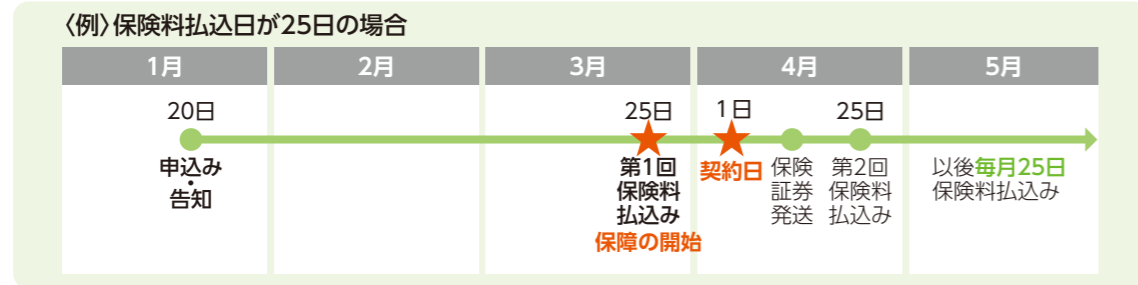 〈例〉保険料払込日が25日の場合
1月
2月
3月
4月
5月
20日
申込み
・
告知
25日
第1回
保険料
払込み
保障の開始
1日
契約日
保険
証券
発送
25日
第2回
保険料
払込み
以後毎月25日
保険料払込み